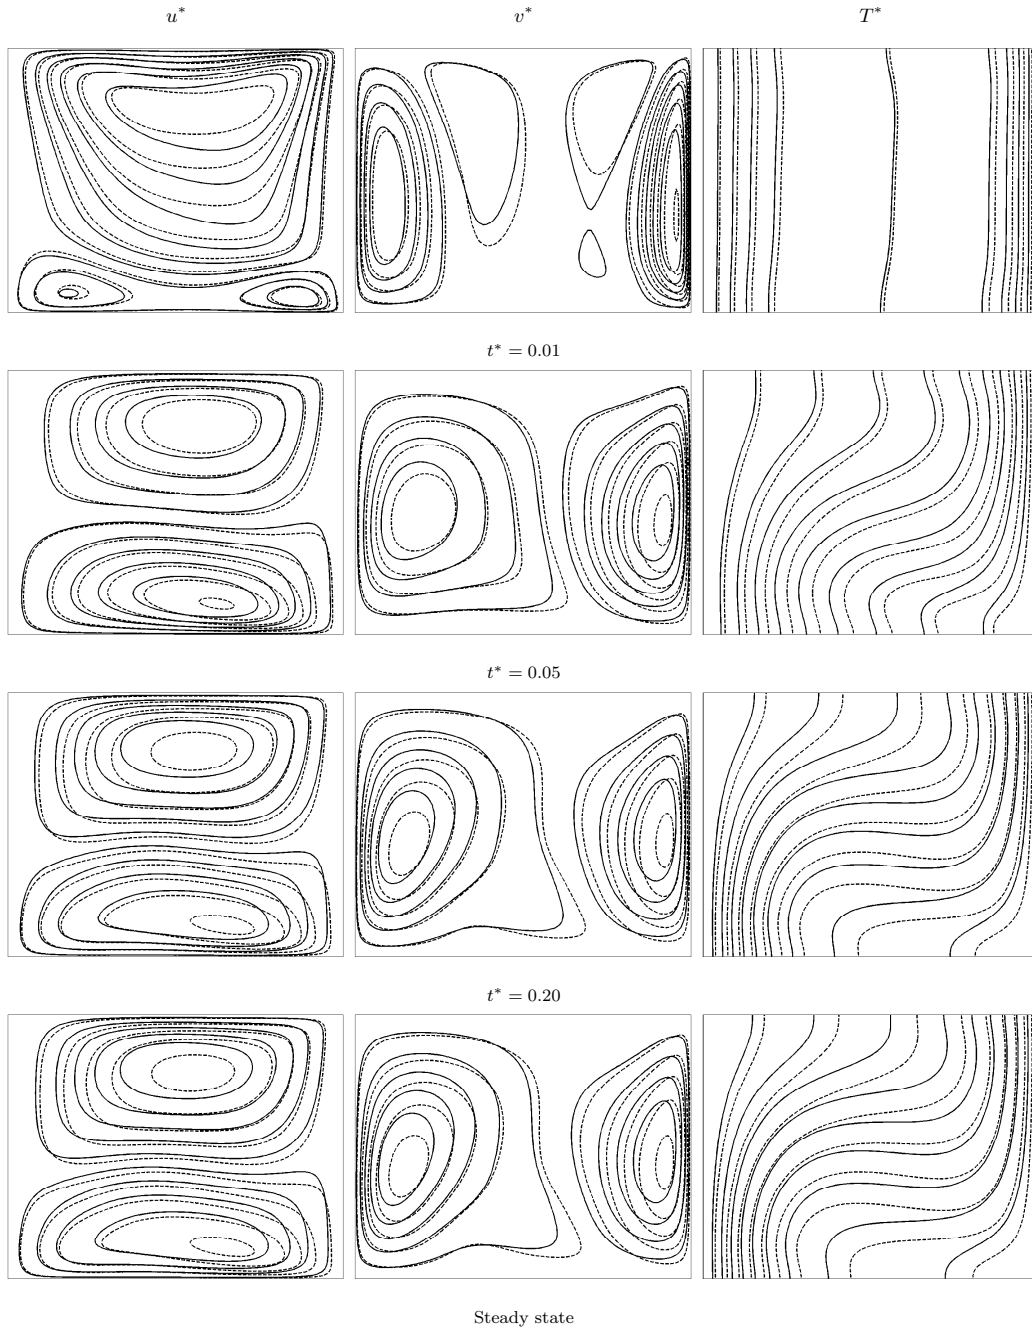 u* v* T*
t* = 0.01
t* = 0.05
t* = 0.20
Steady state